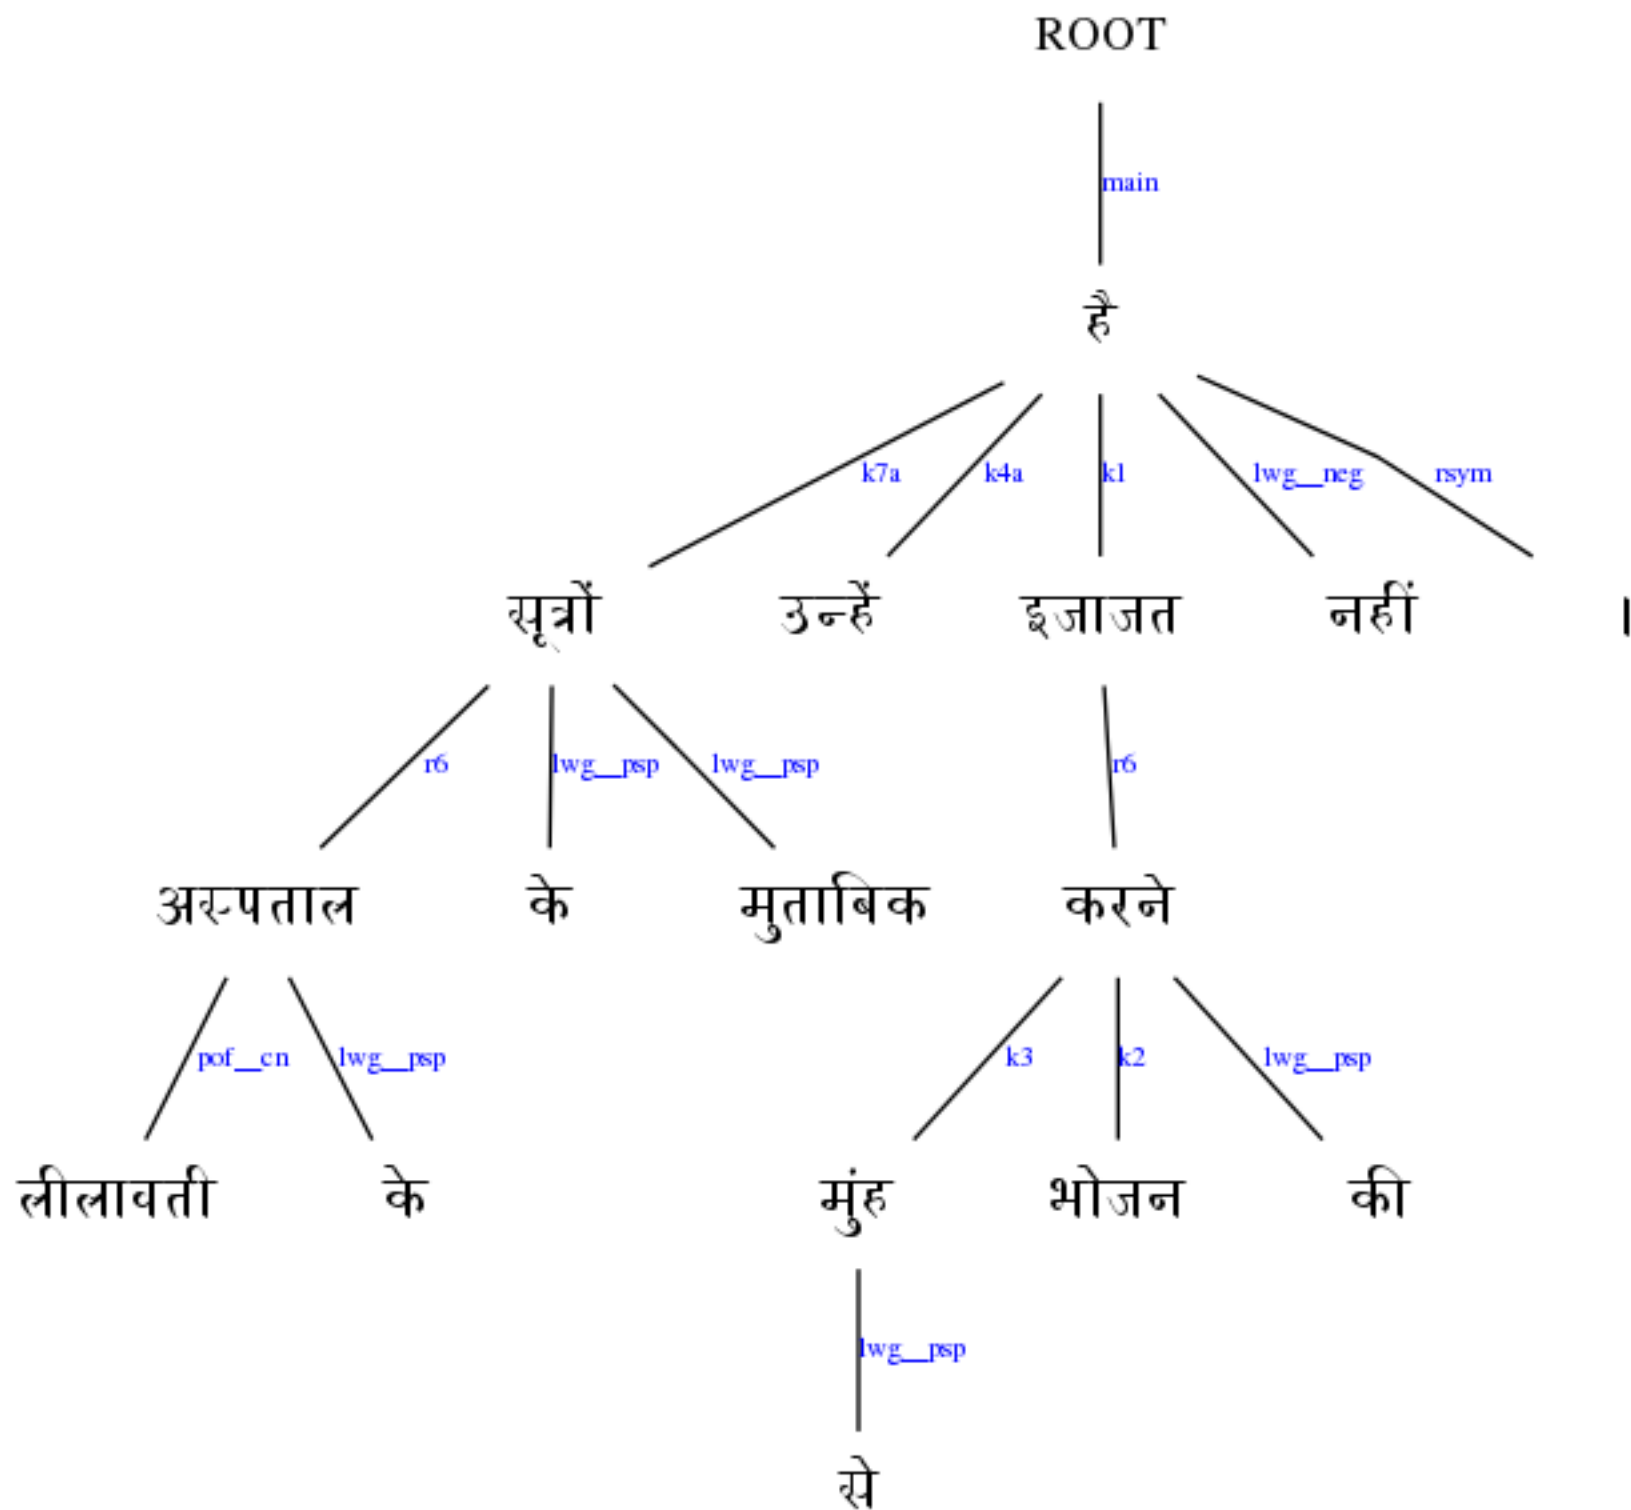 ROOT
main
है
k7a k4a k1 lwg__neg rsym
सूत्रों उन्हें इजाजत नहीं ।
r6 lwg__psp lwg__psp r6
अस्पताल के मुताबिक करने
pof__cn lwg__psp k3 k2 lwg__psp
लीलावती के मुंह भोजन की
lwg__psp
से